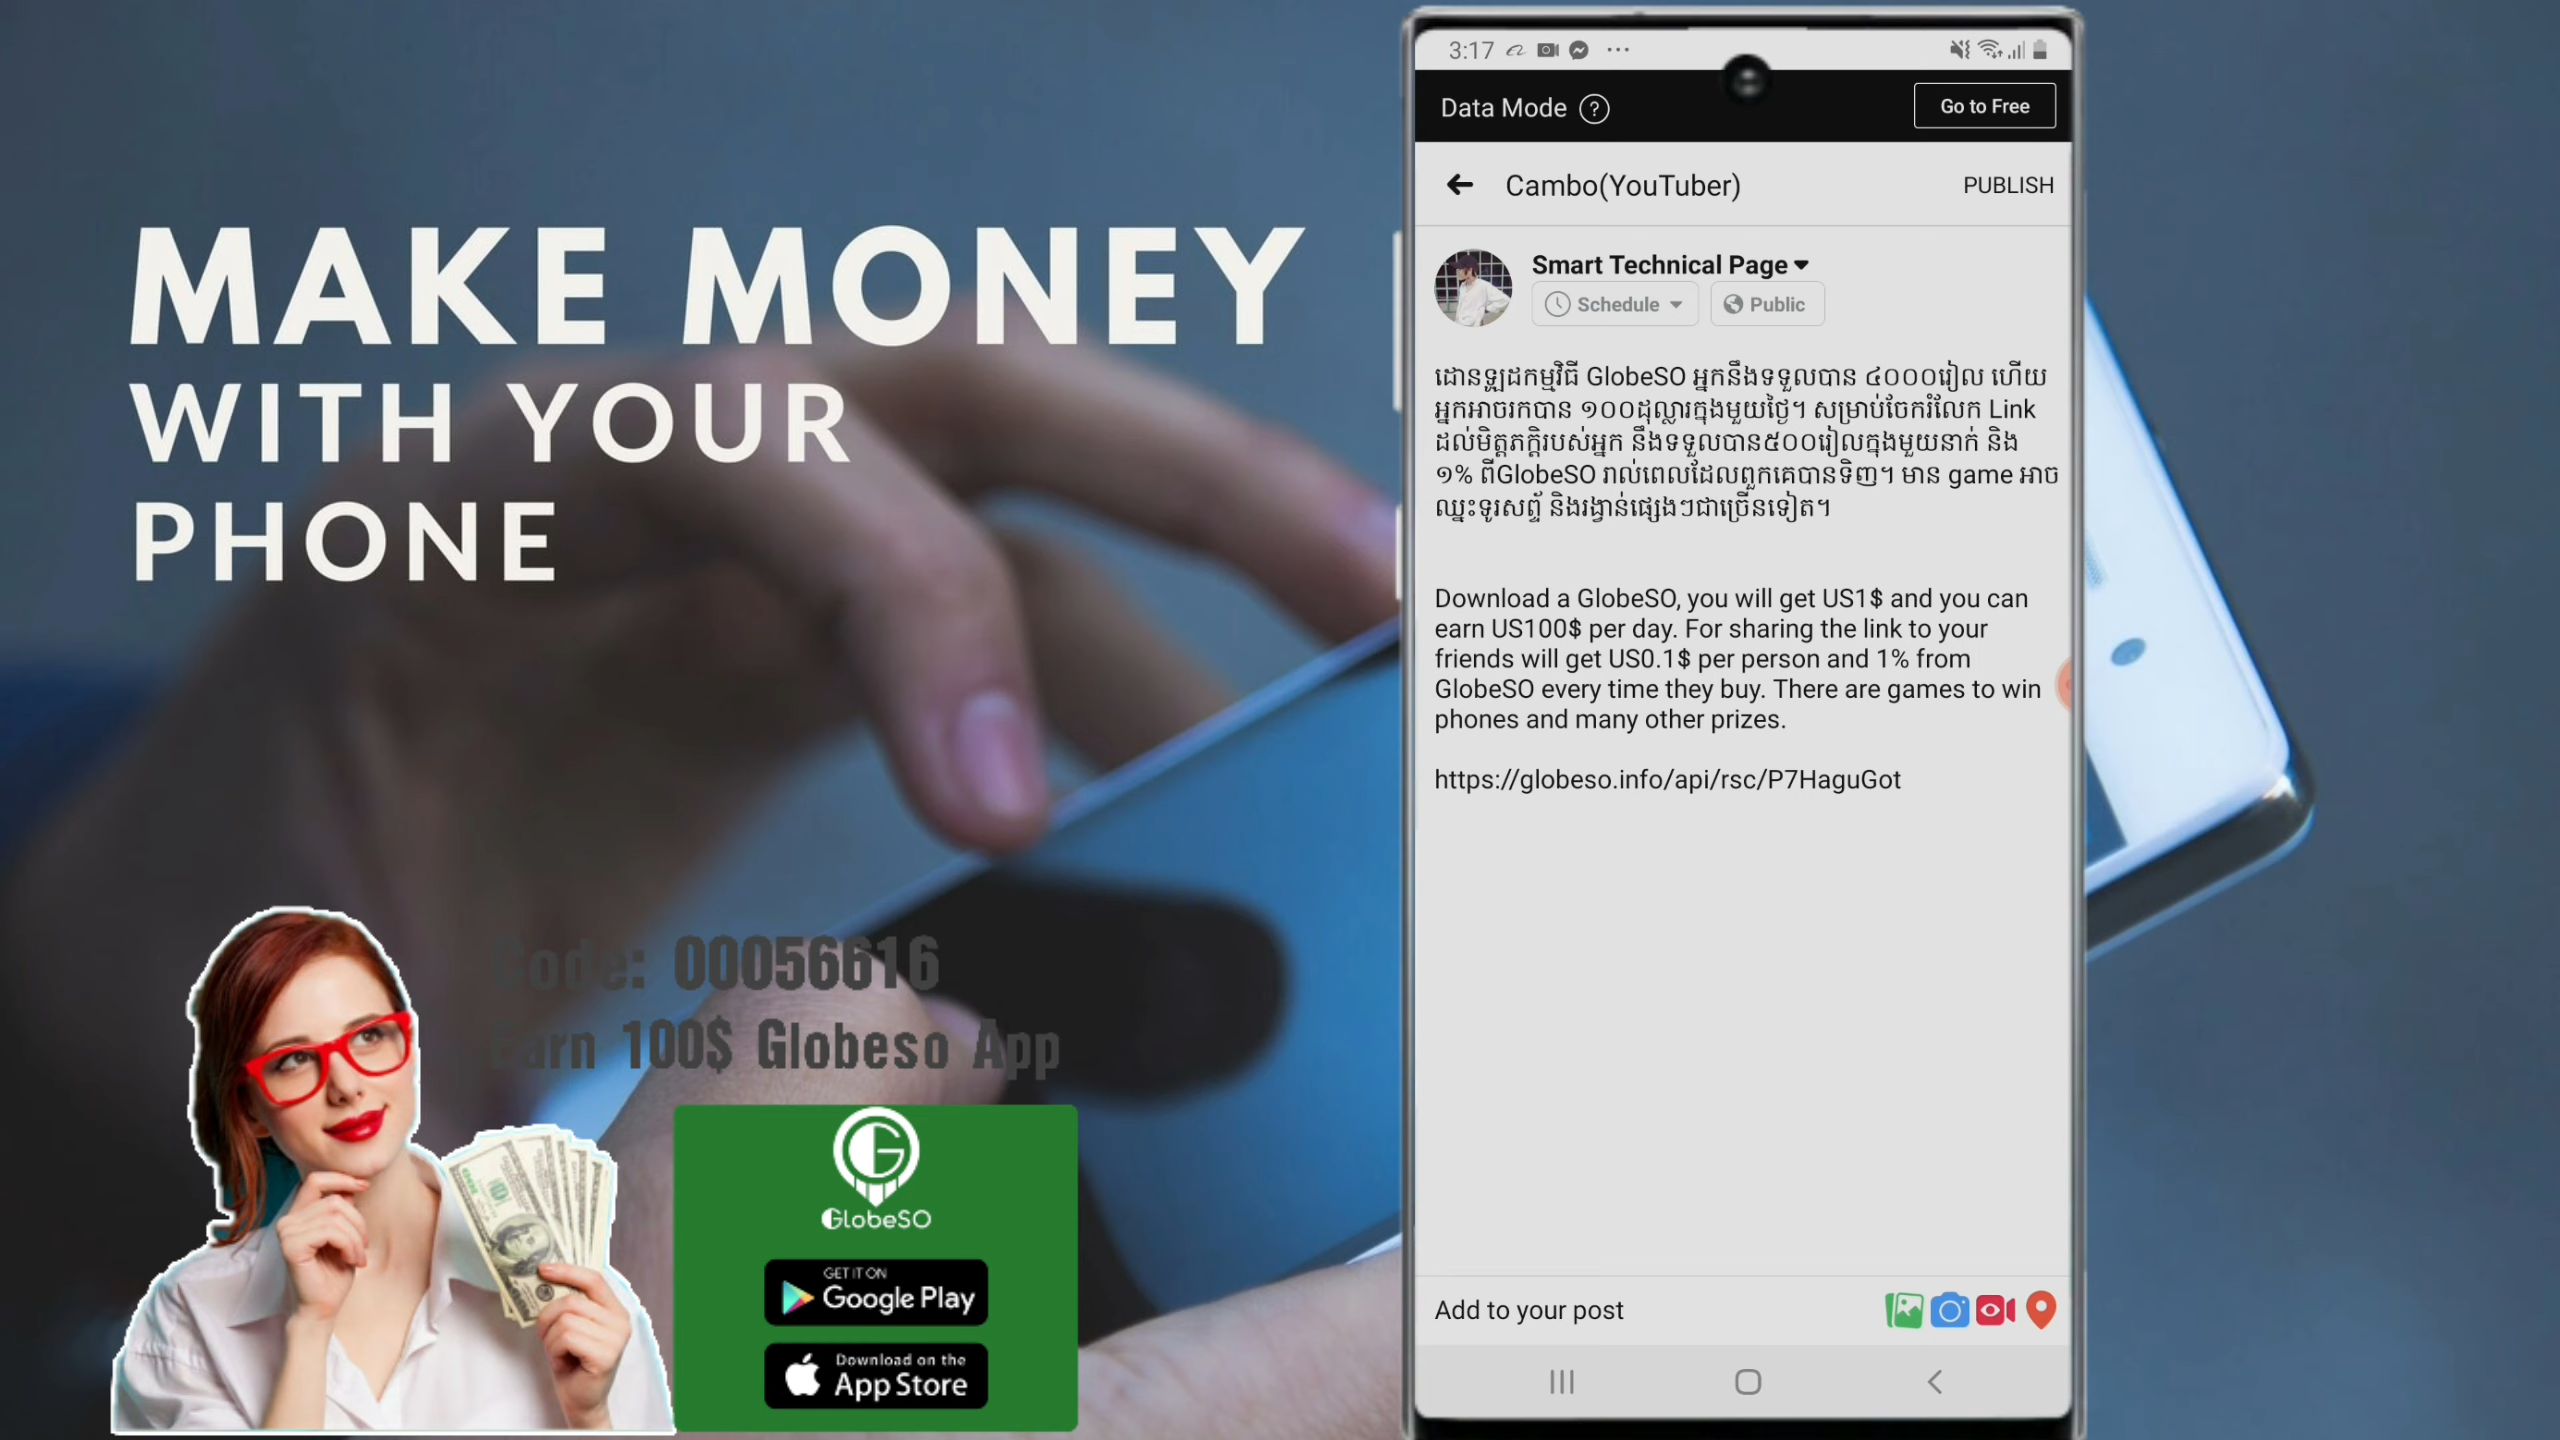 MAKE MONEY
WITH YOUR
PHONE
Code: 00056616
Earn 100$ Globeso App
GlobeSO
GET IT ON
Google Play
Download on the
App Store
3:17
Data Mode ?
Go to Free
Cambo(YouTuber)
PUBLISH
Smart Technical Page
Schedule
Public
ដោនឡូដកម្មវិធី GlobeSO អ្នកនឹងទទួលបាន ៤០០០រៀល ហើយ
អ្នកអាចរកបាន ១០០ដុល្លារក្នុងមួយថ្ងៃ។ សម្រាប់ចែករំលែក Link
ដល់មិត្តភក្តិរបស់អ្នក នឹងទទួលបាន៥០០រៀលក្នុងមួយនាក់ និង
១% ពីGlobeSO រាល់ពេលដែលពួកគេបានទិញ។ មាន game អាច
ឈ្នះទូរសព្ទ័ និងរង្វាន់ផ្សេងៗជាច្រើនទៀត។
Download a GlobeSO, you will get US1$ and you can
earn US100$ per day. For sharing the link to your
friends will get US0.1$ per person and 1% from
GlobeSO every time they buy. There are games to win
phones and many other prizes.
https://globeso.info/api/rsc/P7HaguGot
Add to your post